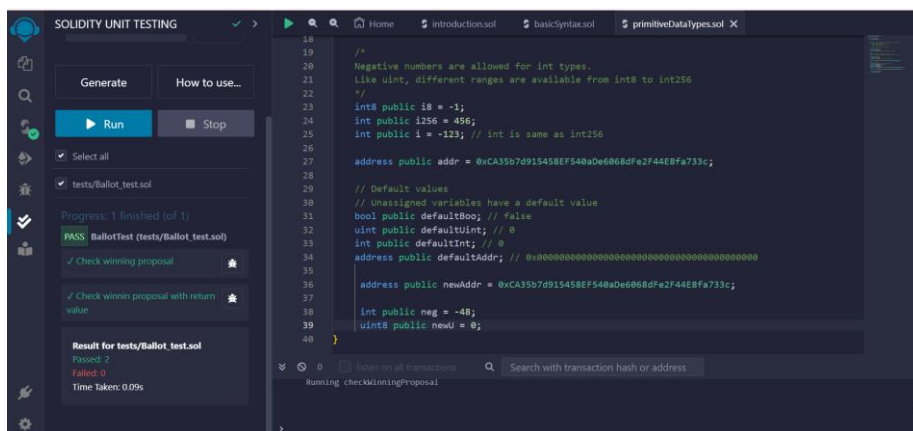 SOLIDITY UNIT TESTING
Generate
How to use...
Run
Stop
Select all
tests/Ballot_test.sol
Progress: 1 finished (of 1)
PASS BallotTest (tests/Ballot_test.sol)
✓ Check winning proposal
✓ Check winnin proposal with return
value
Result for tests/Ballot_test.sol
Passed: 2
Failed: 0
Time Taken: 0.09s
Home
introduction.sol
basicSyntax.sol
primitiveDataTypes.sol
18
19 /*
20 Negative numbers are allowed for int types.
21 Like uint, different ranges are available from int8 to int256
22 */
23 int8 public i8 = -1;
24 int public i256 = 456;
25 int public i = -123; // int is same as int256
26
27 address public addr = 0xCA35b7d915458EF540aDe6068dFe2F44E8fa733c;
28
29 // Default values
30 // Unassigned variables have a default value
31 bool public defaultBoo; // false
32 uint public defaultUint; // 0
33 int public defaultInt; // 0
34 address public defaultAddr; // 0x0000000000000000000000000000000000000000
35
36 address public newAddr = 0xCA35b7d915458EF540aDe6068dFe2F44E8fa733c;
37
38 int public neg = -48;
39 uint8 public newU = 0;
40 }
0
listen on all transactions
Search with transaction hash or address
Running checkWinningProposal
>